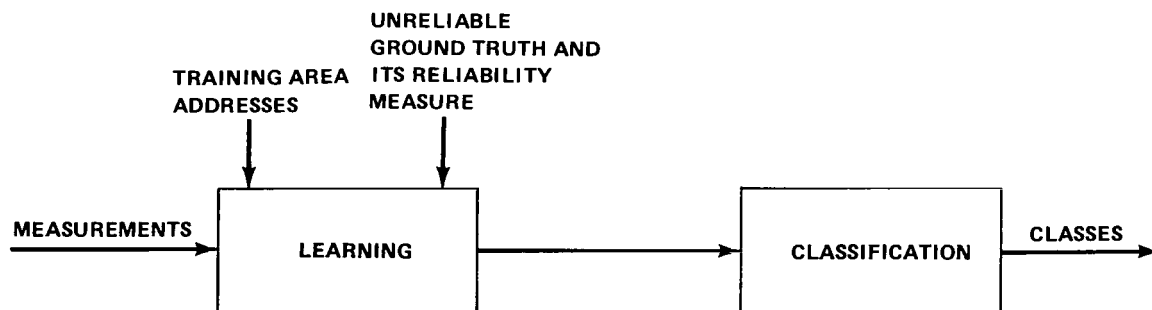 UNRELIABLE
GROUND TRUTH AND
ITS RELIABILITY
MEASURE
TRAINING AREA
ADDRESSES
MEASUREMENTS
LEARNING
CLASSIFICATION
CLASSES